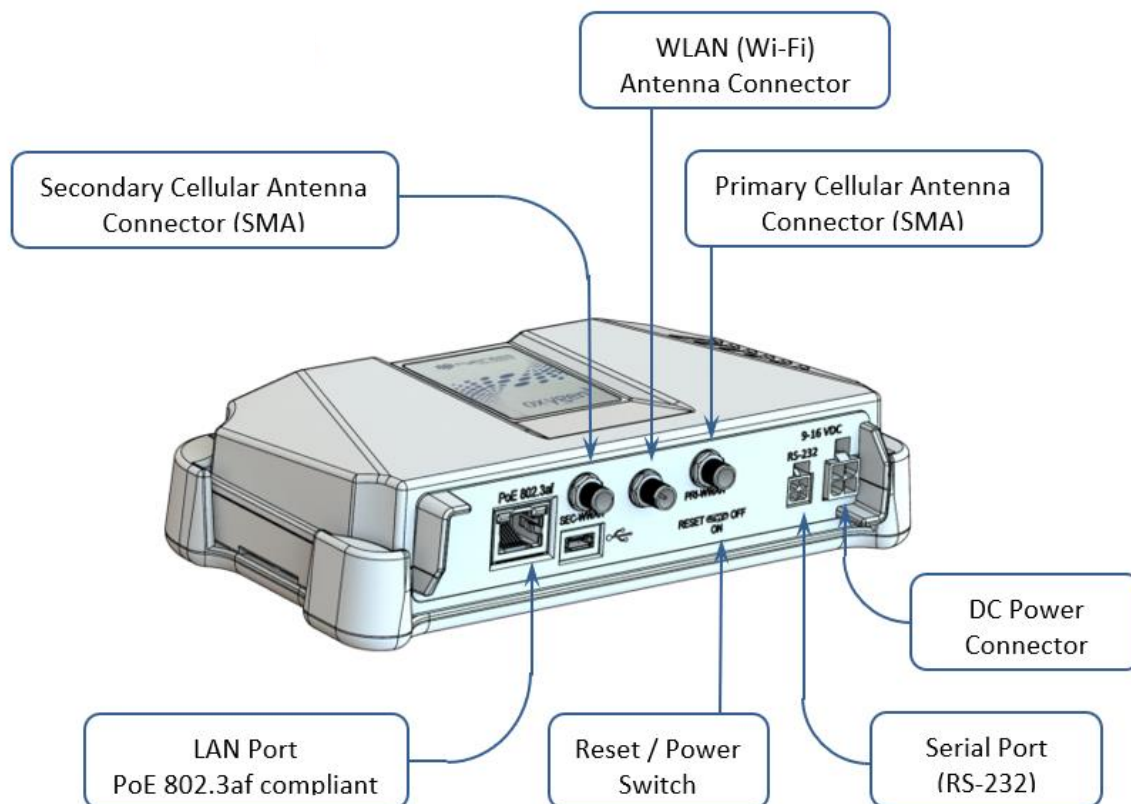 WLAN (Wi-Fi)
Antenna Connector
Secondary Cellular Antenna
Connector (SMA)
Primary Cellular Antenna
Connector (SMA)
oxygen
9-16 VDC
RS-232
PoE 802.3af
SEC-WWAN
PRI-WWAN
RESET OFF
ON
DC Power
Connector
LAN Port
PoE 802.3af compliant
Reset / Power
Switch
Serial Port
(RS-232)